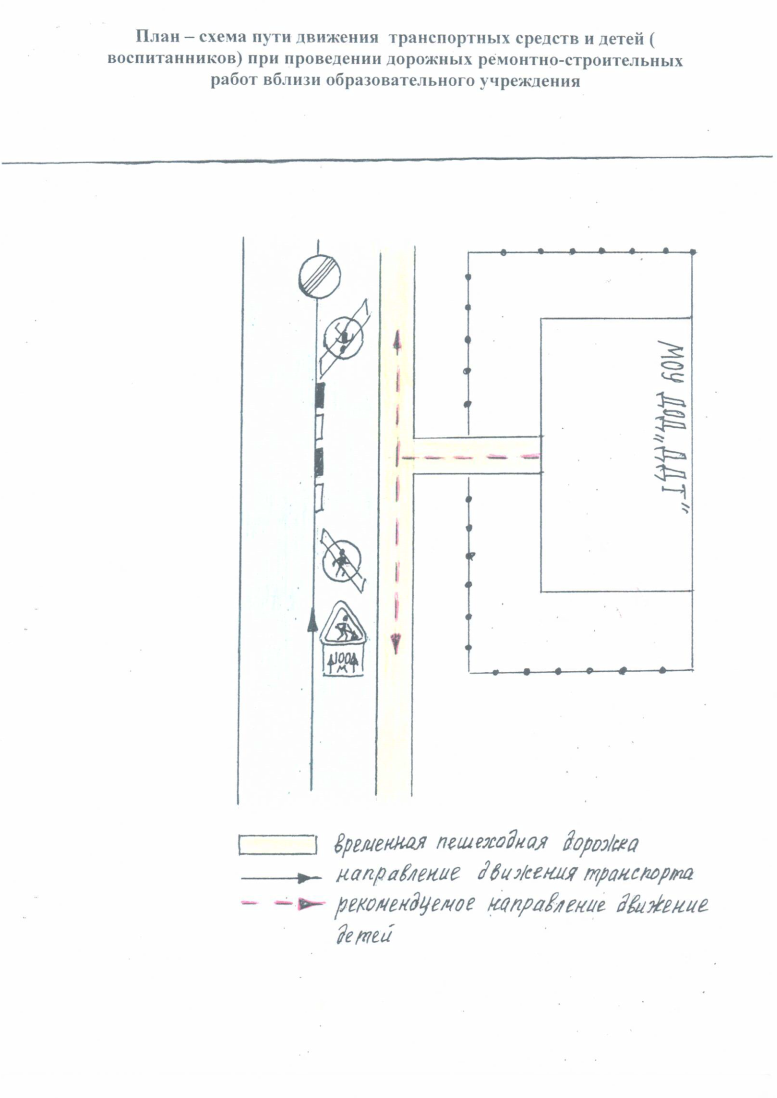 План – схема пути движения транспортных средств и детей (
воспитанников) при проведении дорожных ремонтно-строительных
работ вблизи образовательного учреждения
МОУ ДОД „ДДТ"
100
М
временная пешеходная дорожка
направление движения транспорта
рекомендуемое направление движение
детей